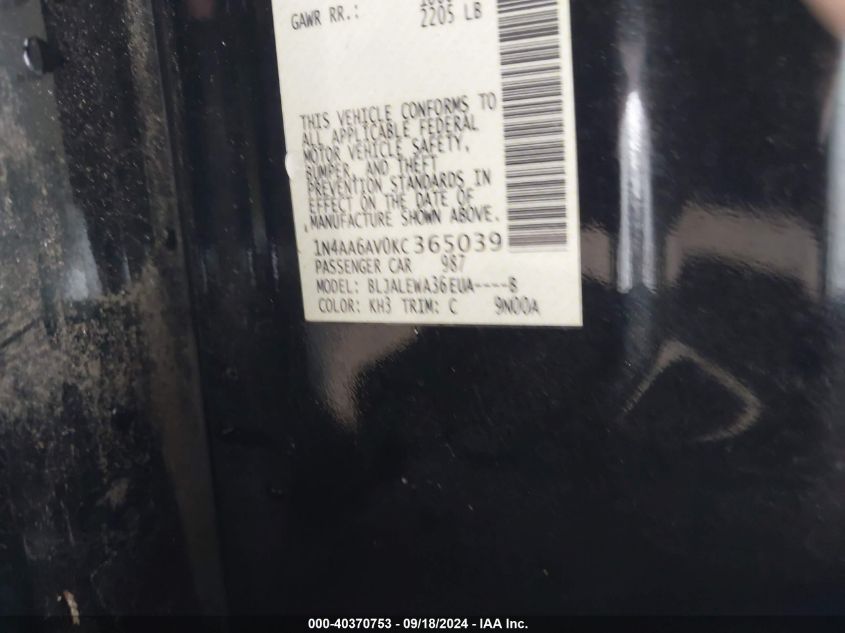 GAWR RR.: 2205 LB
THIS VEHICLE CONFORMS TO
ALL APPLICABLE FEDERAL
MOTOR VEHICLE SAFETY,
BUMPER, AND THEFT
PREVENTION STANDARDS IN
EFFECT ON THE DATE OF
MANUFACTURE SHOWN ABOVE.
1N4AA6AV0KC365039
PASSENGER CAR 987
MODEL: BLJALEWA36EUA----B
COLOR: KH3 TRIM: C 9N00A
000-40370753 - 09/18/2024 - IAA Inc.